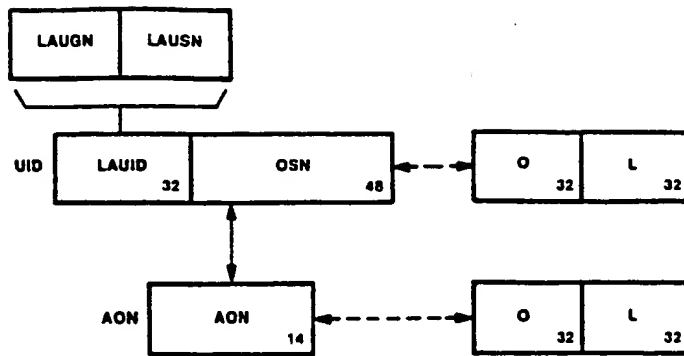 LAUGN LAUSN
UID LAUID 32 OSN 48 O 32 L 32
AON AON 14 O 32 L 32